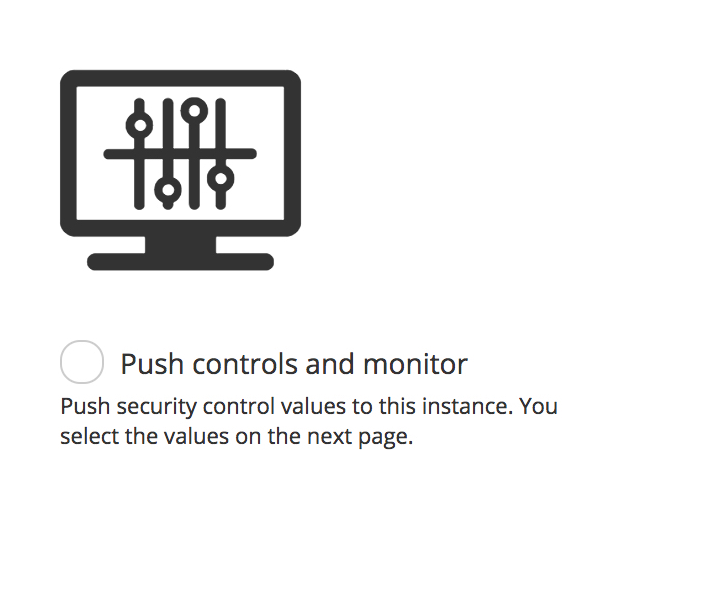 Push controls and monitor
Push security control values to this instance. You
select the values on the next page.